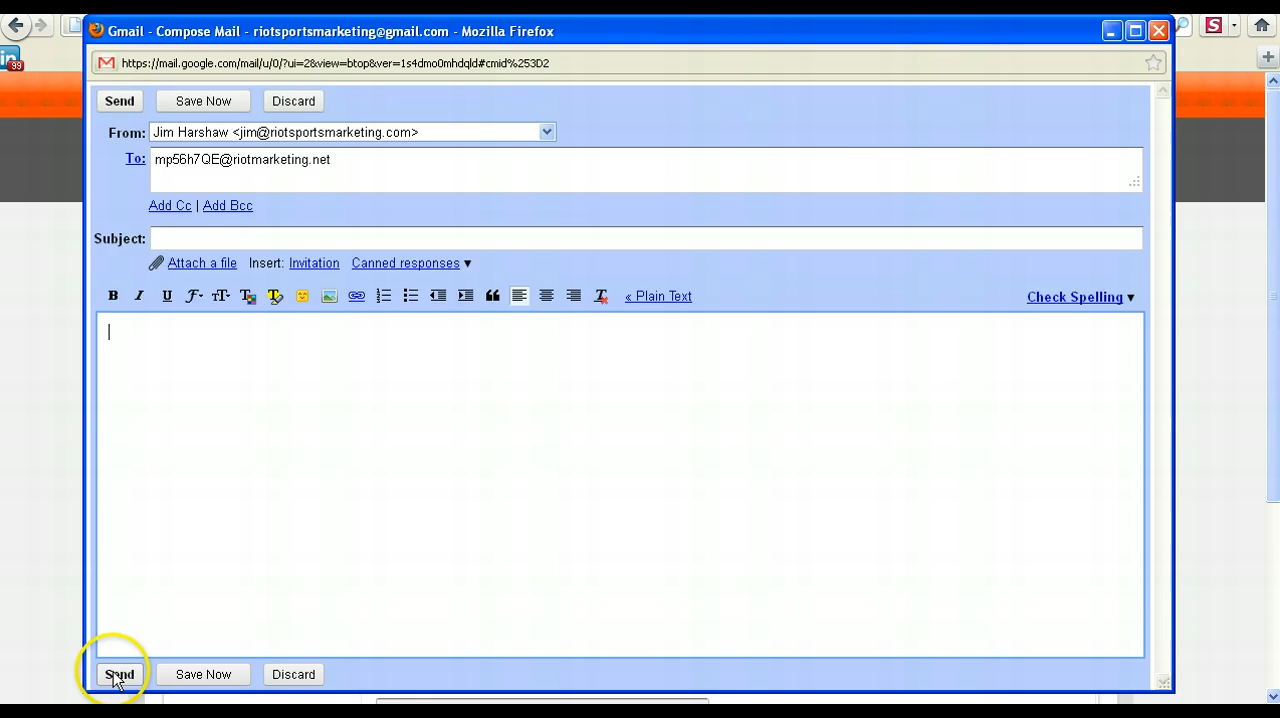 Gmail - Compose Mail - riotsportsmarketing@gmail.com - Mozilla Firefox
S
99
https://mail.google.com/mail/u/0/?ui=2&view=btop&ver=1s4dmo0mhdqld#cmid%253D2
Send Save Now Discard
From: Jim Harshaw <jim@riotsportsmarketing.com>
To: mp56h7QE@riotmarketing.net
Add Cc | Add Bcc
Subject:
Attach a file Insert: Invitation Canned responses ▼
B I U « Plain Text Check Spelling ▼
Send Save Now Discard